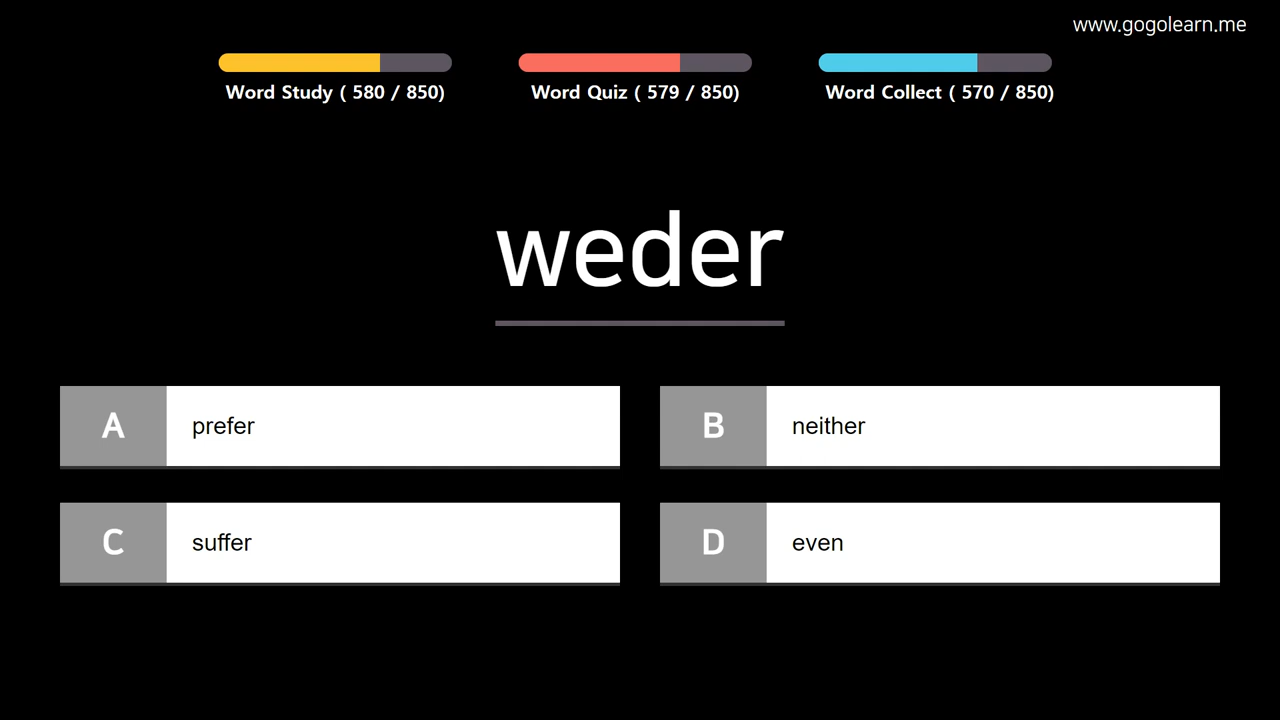 www.gogolearn.me
Word Study ( 580 / 850)
Word Quiz ( 579 / 850)
Word Collect ( 570 / 850)
weder
A prefer
B neither
C suffer
D even